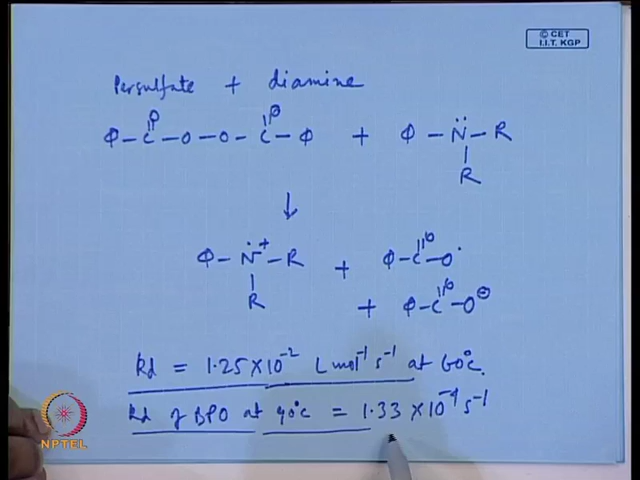 © CET
I.I.T. KGP
Persulfate + diamine
Φ – C – O – O – C – Φ + Φ – N̈ – R
O O R
↓
Φ – N – R + Φ – C – O·
R + Φ – C – O⊖
kd = 1.25 × 10⁻² L mol⁻¹ s⁻¹ at 60°C.
kd of BPO at 90°C = 1.33 × 10⁻⁴ s⁻¹
NPTEL